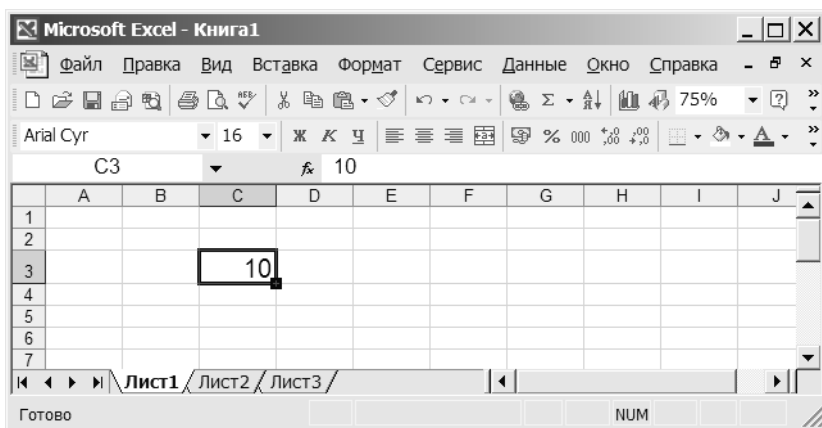 Microsoft Excel - Книга1
Файл Правка Вид Вставка Формат Сервис Данные Окно Справка
75%
Arial Cyr 16 Ж К Ч % 000
C3 fx 10
A B C D E F G H I J
1
2
3 10
4
5
6
7
Лист1 Лист2 Лист3
Готово NUM